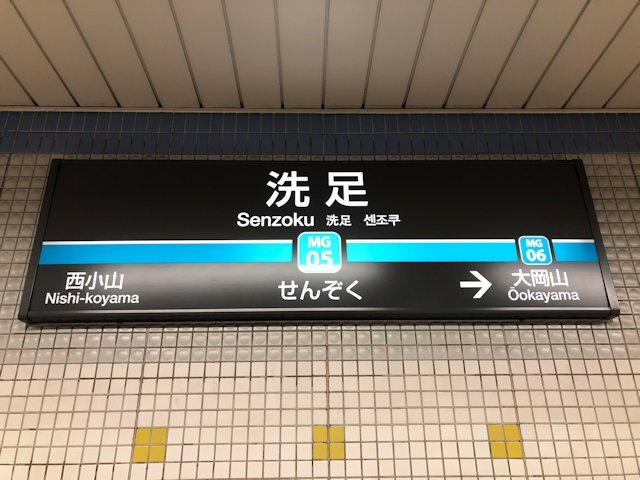 洗足
Senzoku 洗足 센조쿠
MG
05
MG
06
西小山
Nishi-koyama
せんぞく
→
大岡山
Ōokayama